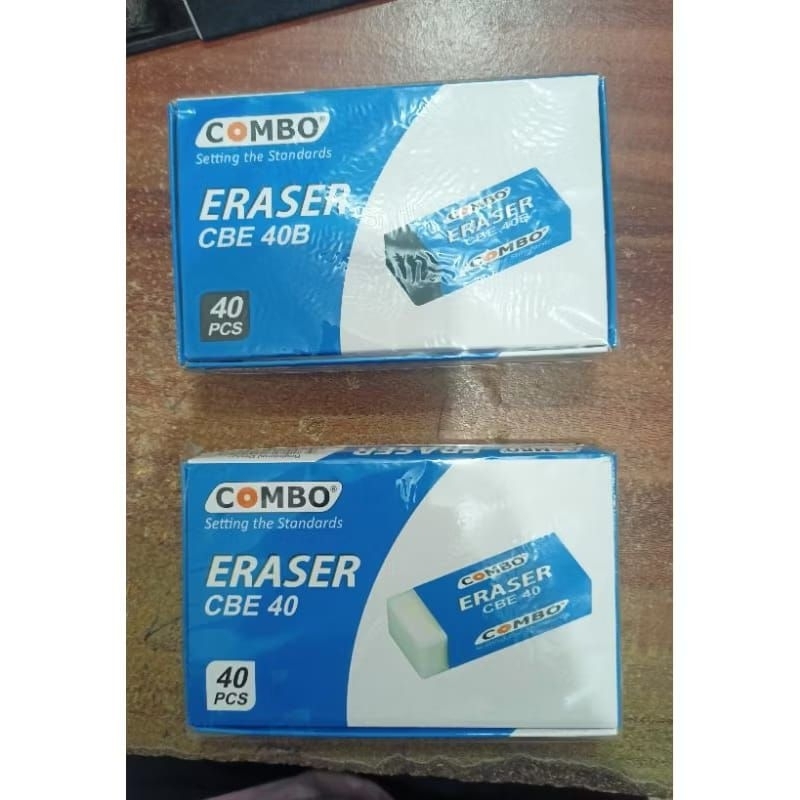 COMBO®
Setting the Standards
ERASER
CBE 40B
40
PCS
COMBO
ERASER
CBE 40B
COMBO
ERASER
COMBO®
Setting the Standards
ERASER
CBE 40
40
PCS
COMBO
ERASER
CBE 40
COMBO